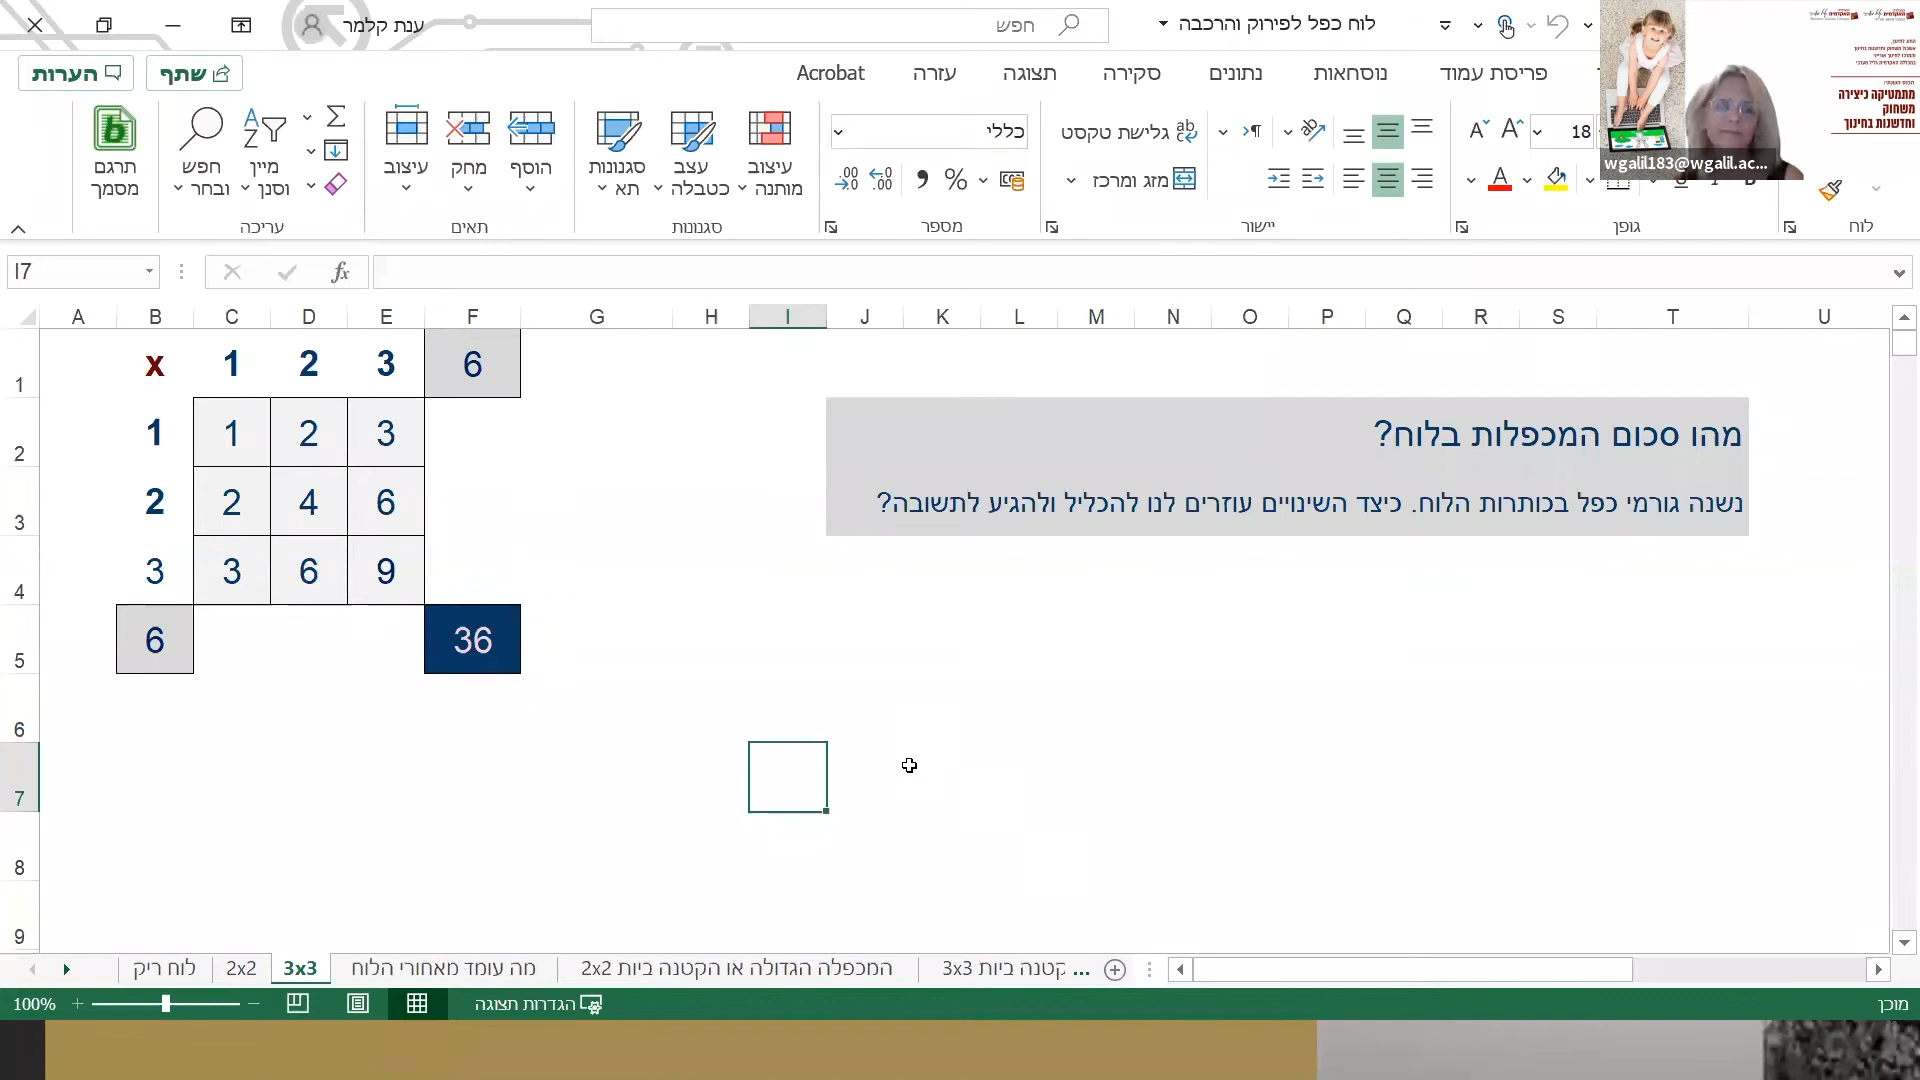 ענת קלמר
חפש
לוח כפל לפירוק והרכבה
הערות
שתף
Acrobat
עזרה
תצוגה
סקירה
נתונים
נוסחאות
פריסת עמוד
תרגם מסמך
חפש ובחר
מיין וסנן
עיצוב
מחק
הוסף
סגנונות תא
עצב כטבלה
עיצוב מותנה
כללי
גלישת טקסט
מזג ומרכז
18
עריכה
תאים
סגנונות
מספר
יישור
גופן
לוח
מתמטיקה כיצירה
משחוק
וחדשנות בחינוך
wgalil183@wgalil.ac...
I7
fx
A B C D E F G H I J K L M N O P Q R S T U
1 x 1 2 3 6
2 1 1 2 3
מהו סכום המכפלות בלוח?
3 2 2 4 6
נשנה גורמי כפל בכותרות הלוח. כיצד השינויים עוזרים לנו להכליל ולהגיע לתשובה?
4 3 3 6 9
5 6 36
6
7
8
9
לוח ריק
2x2
3x3
מה עומד מאחורי הלוח
המכפלה הגדולה או הקטנה ביות 2x2
קטנה ביות 3x3 ...
100%
הגדרות תצוגה
מוכן